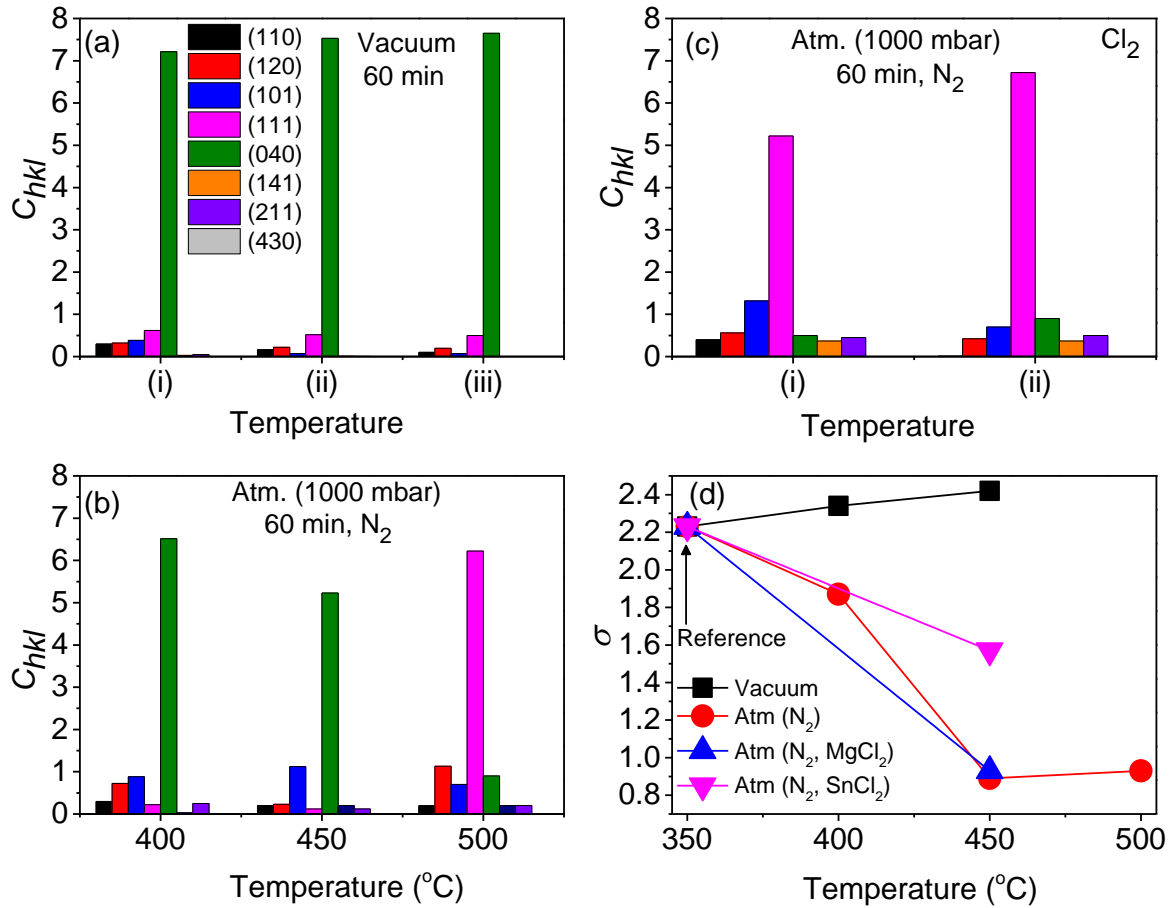 (a)
Vacuum
60 min
(110)
(120)
(101)
(111)
(040)
(141)
(211)
(430)
8
7
6
5
4
3
2
1
0
C_hkl
(i)
(ii)
(iii)
Temperature
(c)
Atm. (1000 mbar)
60 min, N₂
Cl₂
8
7
6
5
4
3
2
1
0
C_hkl
(i)
(ii)
Temperature
(b)
Atm. (1000 mbar)
60 min, N₂
8
7
6
5
4
3
2
1
0
C_hkl
400
450
500
Temperature (°C)
(d)
2.4
2.2
2.0
1.8
1.6
1.4
1.2
1.0
0.8
σ
Reference
Vacuum
Atm (N₂)
Atm (N₂, MgCl₂)
Atm (N₂, SnCl₂)
350
400
450
500
Temperature (°C)